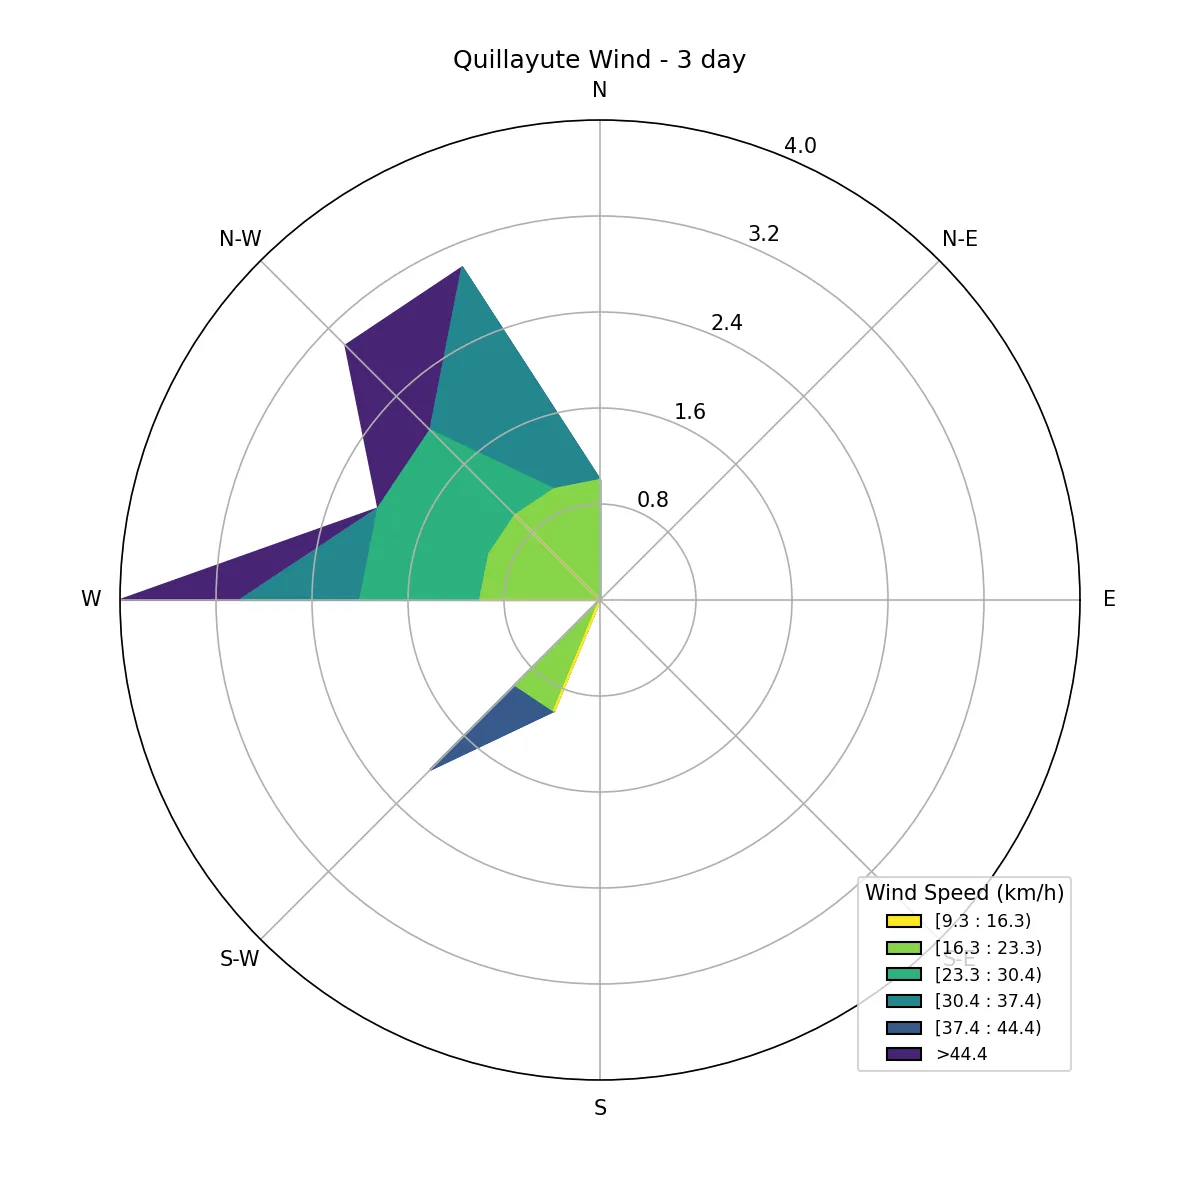 Quillayute Wind - 3 day
N
4.0
N-W
3.2
N-E
2.4
1.6
0.8
W
E
S-W
S-E
S
Wind Speed (km/h)
[9.3 : 16.3)
[16.3 : 23.3)
[23.3 : 30.4)
[30.4 : 37.4)
[37.4 : 44.4)
>44.4